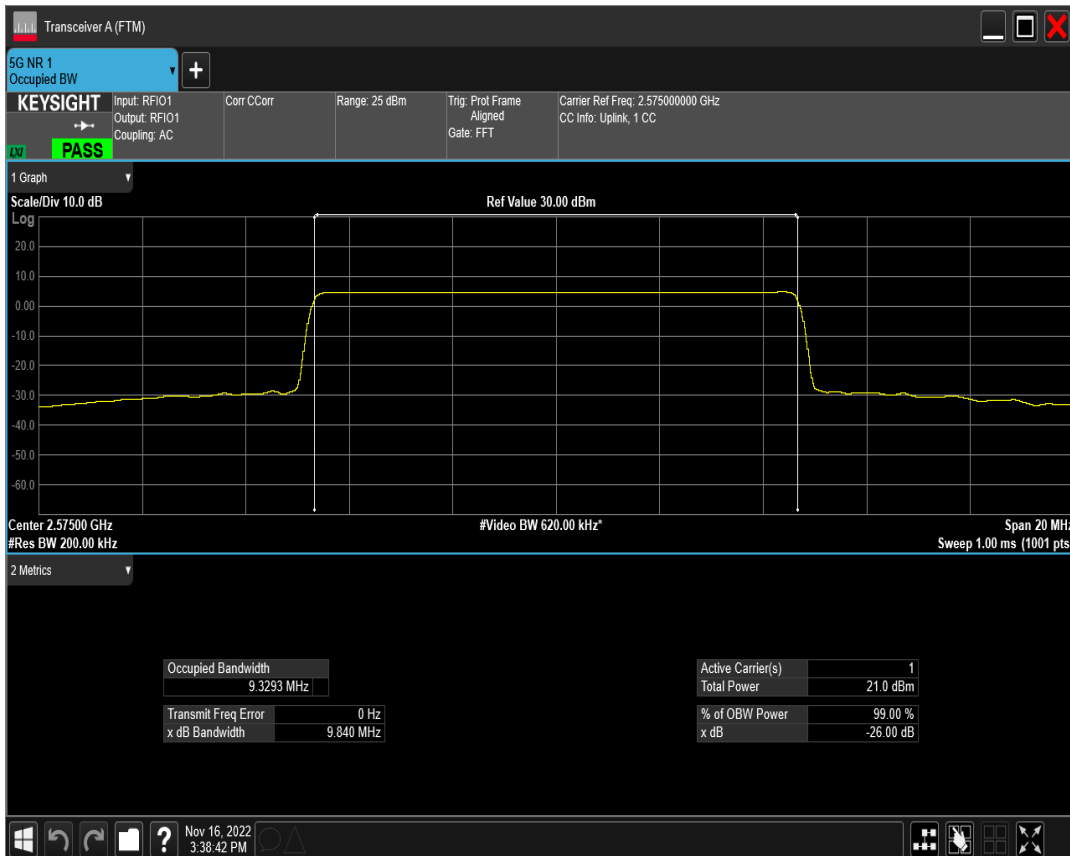 Transceiver A (FTM)
5G NR 1
Occupied BW
+
KEYSIGHT
LXI
PASS
Input: RFIO1
Output: RFIO1
Coupling: AC
Corr CCorr
Range: 25 dBm
Trig: Prot Frame
Aligned
Gate: FFT
Carrier Ref Freq: 2.575000000 GHz
CC Info: Uplink, 1 CC
1 Graph
Scale/Div 10.0 dB
Ref Value 30.00 dBm
Log
20.0
10.0
0.00
-10.0
-20.0
-30.0
-40.0
-50.0
-60.0
Center 2.57500 GHz
#Video BW 620.00 kHz*
Span 20 MHz
#Res BW 200.00 kHz
Sweep 1.00 ms (1001 pts
2 Metrics
Occupied Bandwidth
9.3293 MHz
Transmit Freq Error 0 Hz
x dB Bandwidth 9.840 MHz
Active Carrier(s) 1
Total Power 21.0 dBm
% of OBW Power 99.00 %
x dB -26.00 dB
?
Nov 16, 2022
3:38:42 PM